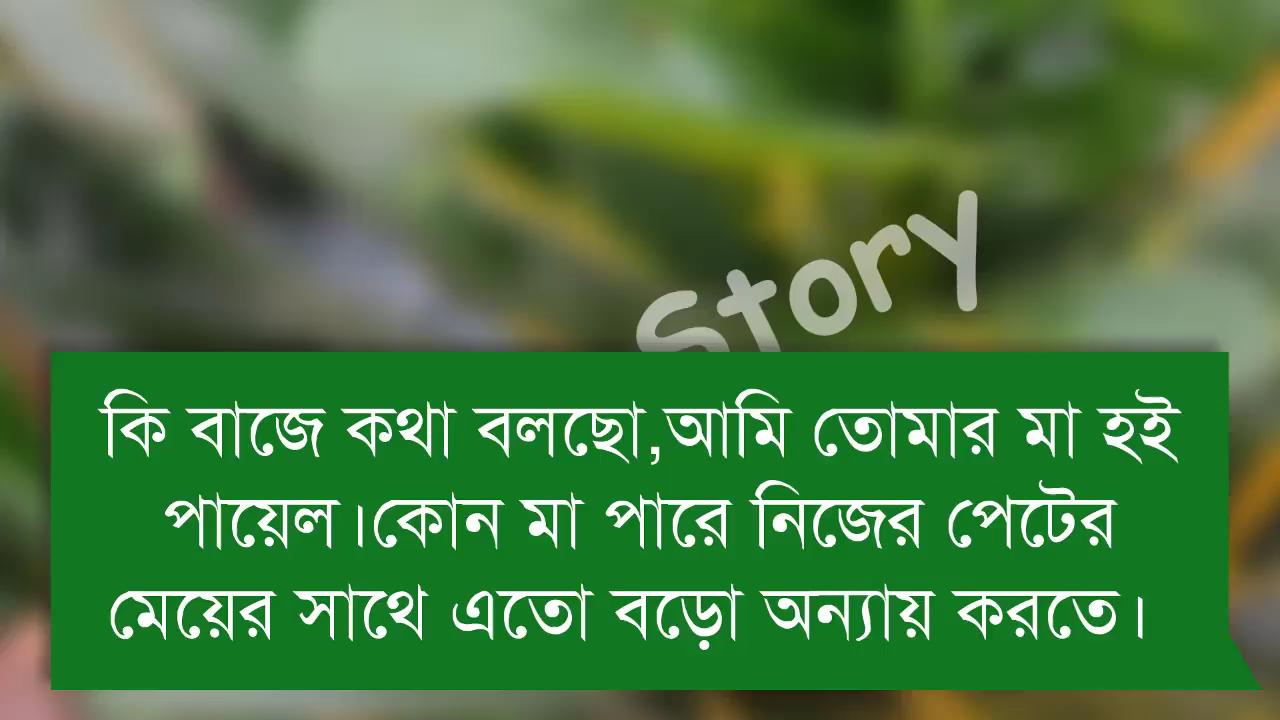 Story
কি বাজে কথা বলছো,আমি তোমার মা হই
পায়েল।কোন মা পারে নিজের পেটের
মেয়ের সাথে এতো বড়ো অন্যায় করতে।